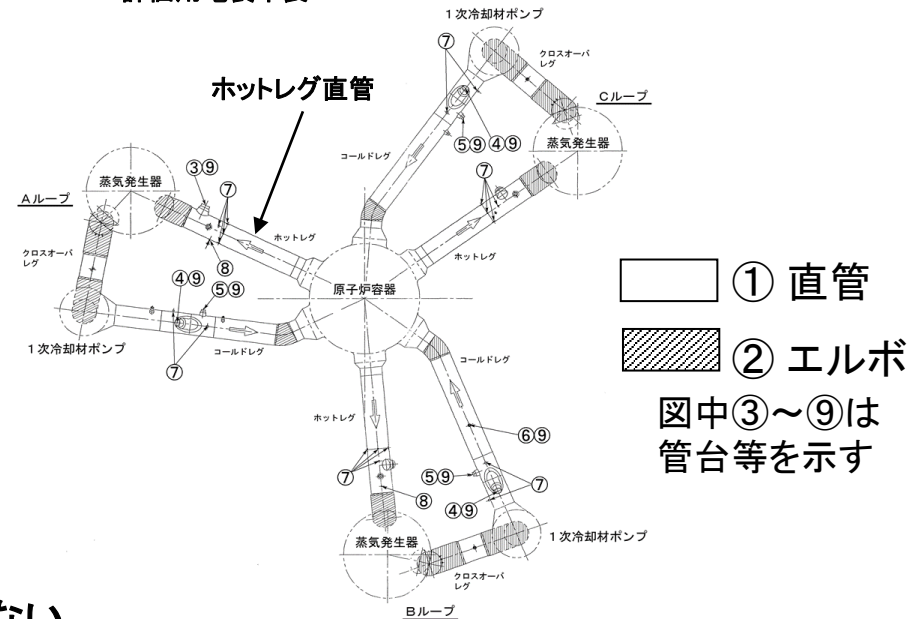 1次冷却材ポンプ
クロスオーバ
レグ
⑦
ホットレグ直管
Cループ
蒸気発生器
⑤⑨
④⑨
コールドレグ
③⑨
⑦
⑦
蒸気発生器
Aループ
ホットレグ
ホットレグ
クロスオーバ
レグ
⑧
原子炉容器
④⑨
⑤⑨
1次冷却材ポンプ
コールドレグ
⑦
コールドレグ
ホットレグ
⑥⑨
⑦
⑤⑨
⑦
⑧
④⑨
蒸気発生器
1次冷却材ポンプ
クロスオーバ
レグ
Bループ
① 直管
② エルボ
図中③～⑨は
管台等を示す